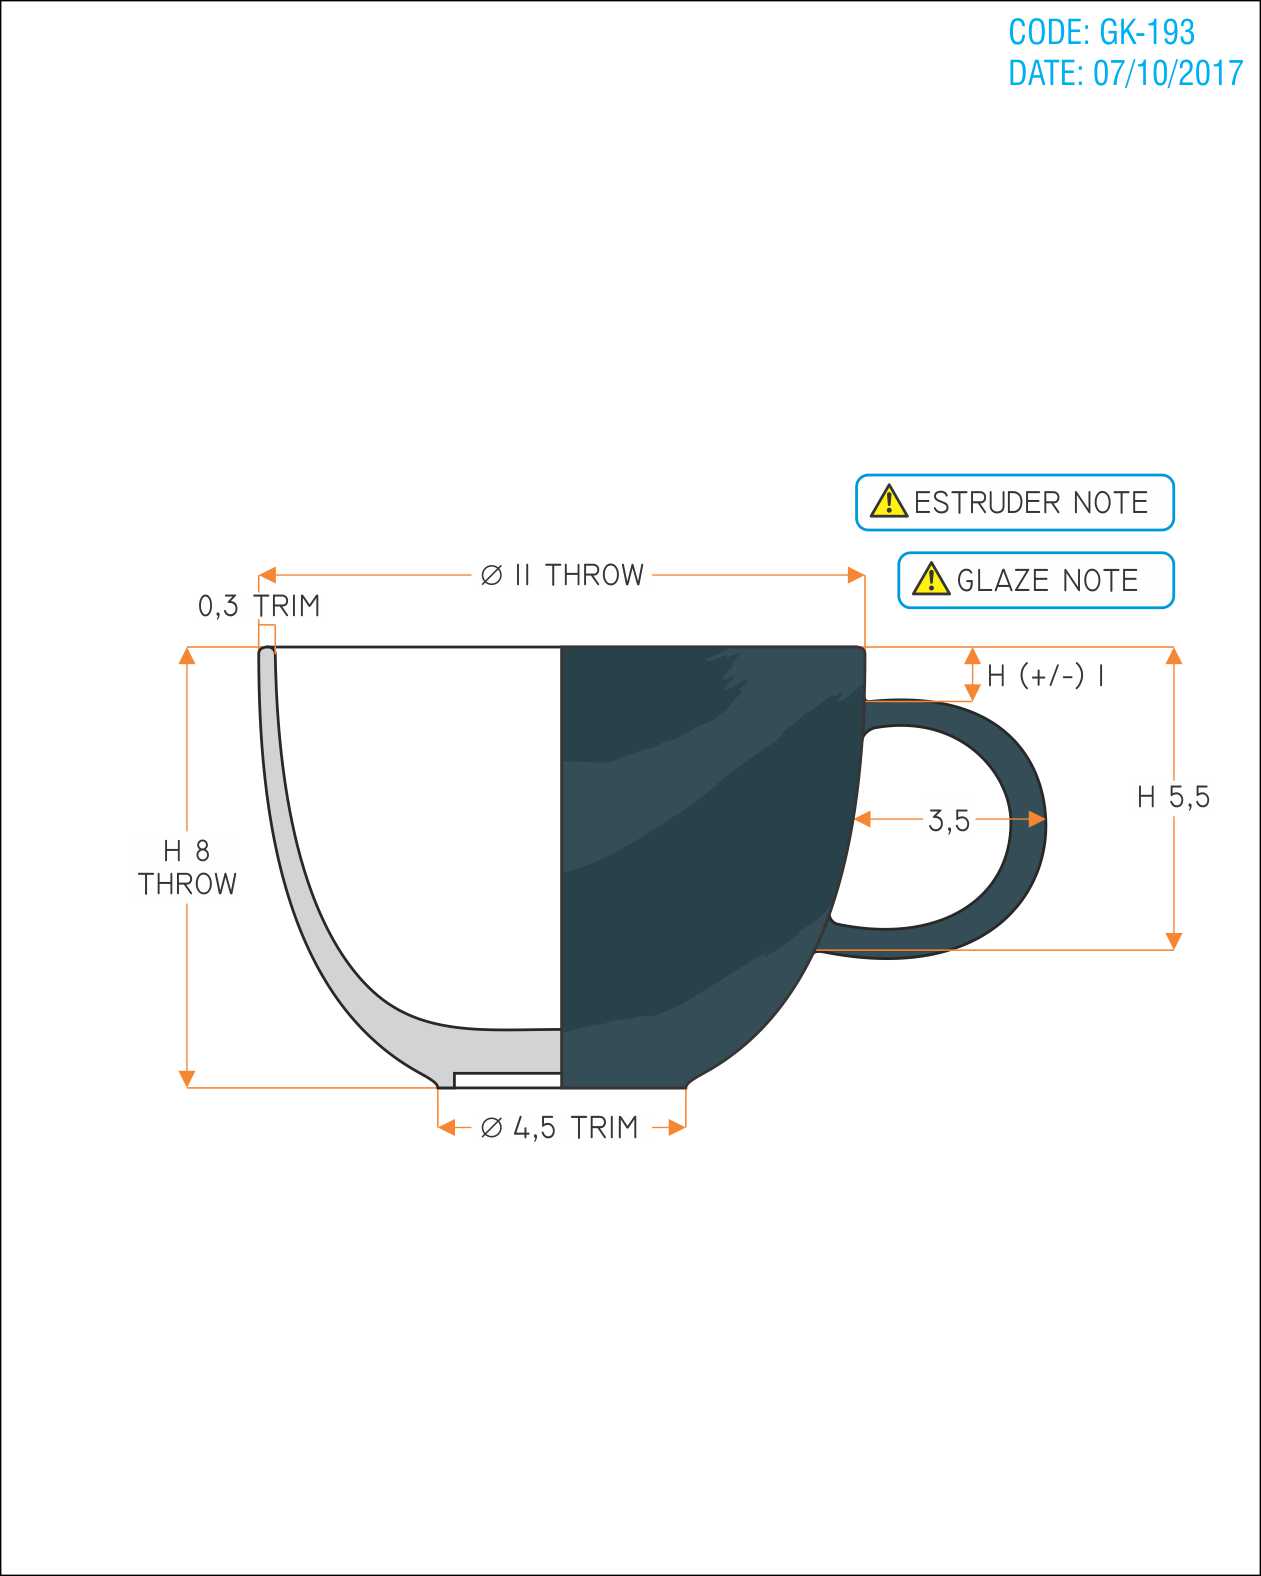 CODE: GK-193
DATE: 07/10/2017
ESTRUDER NOTE
GLAZE NOTE
Ø 11 THROW
0,3 TRIM
H (+/-) 1
H 5,5
3,5
H 8
THROW
Ø 4,5 TRIM